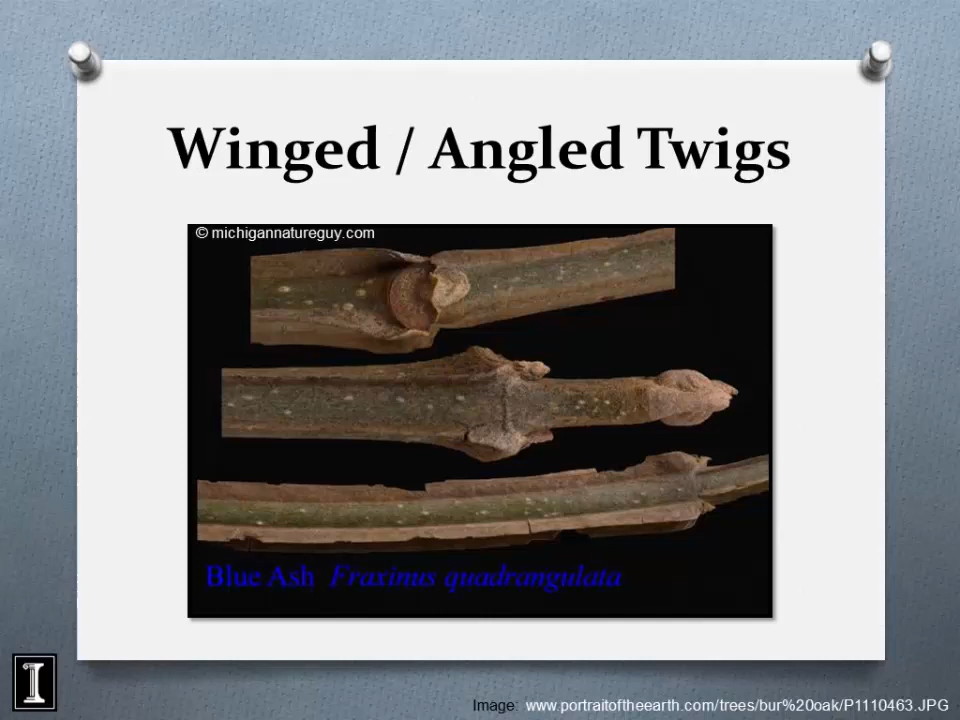 Winged / Angled Twigs
© michigannatureguy.com
Blue Ash Fraxinus quadrangulata
I
Image: www.portraitoftheearth.com/trees/bur%20oak/P1110463.JPG